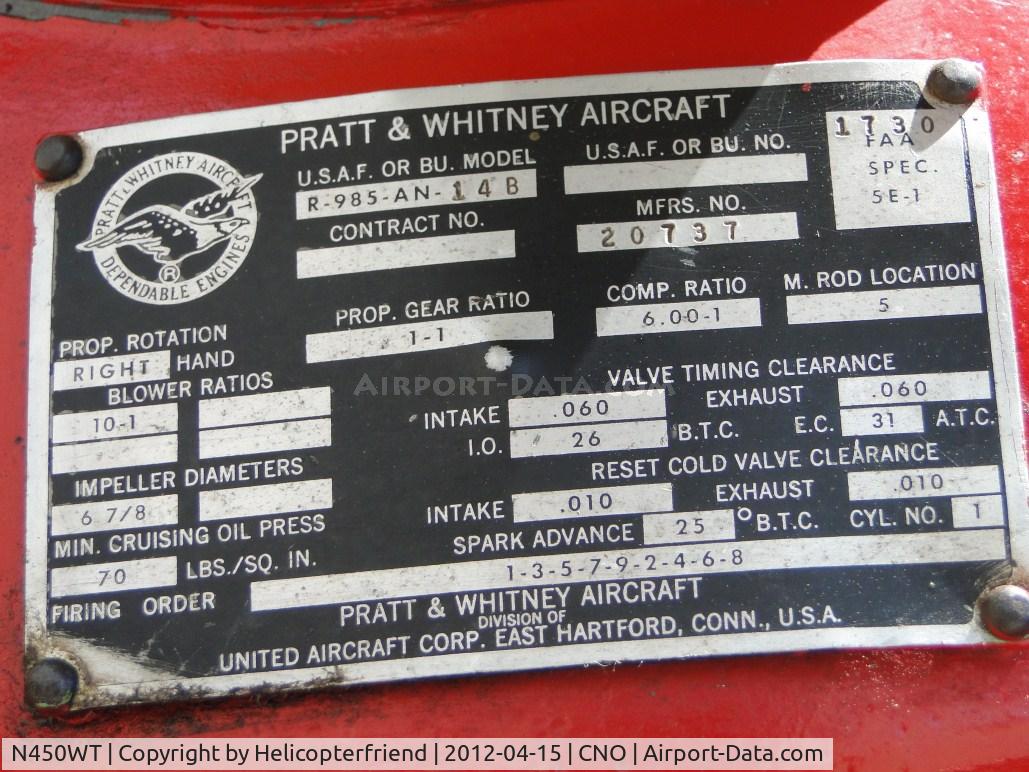 PRATT & WHITNEY AIRCRAFT
PRATT & WHITNEY AIRCRAFT
DEPENDABLE ENGINES
®
U.S.A.F. OR BU. MODEL
R-985-AN-14B
U.S.A.F. OR BU. NO.
1730
FAA
SPEC.
5E-1
CONTRACT NO.
MFRS. NO.
20737
PROP. ROTATION
RIGHT HAND
PROP. GEAR RATIO
1-1
COMP. RATIO
6.00-1
M. ROD LOCATION
5
BLOWER RATIOS
10-1
VALVE TIMING CLEARANCE
INTAKE .060 EXHAUST .060
I.O. 26 B.T.C. E.C. 31 A.T.C.
IMPELLER DIAMETERS
6 7/8
RESET COLD VALVE CLEARANCE
INTAKE .010 EXHAUST .010
MIN. CRUISING OIL PRESS
70 LBS./SQ. IN.
SPARK ADVANCE 25 ° B.T.C. CYL. NO. 1
FIRING ORDER 1-3-5-7-9-2-4-6-8
PRATT & WHITNEY AIRCRAFT
DIVISION OF
UNITED AIRCRAFT CORP. EAST HARTFORD, CONN., U.S.A.
AIRPORT-DATA.COM
N450WT | Copyright by Helicopterfriend | 2012-04-15 | CNO | Airport-Data.com